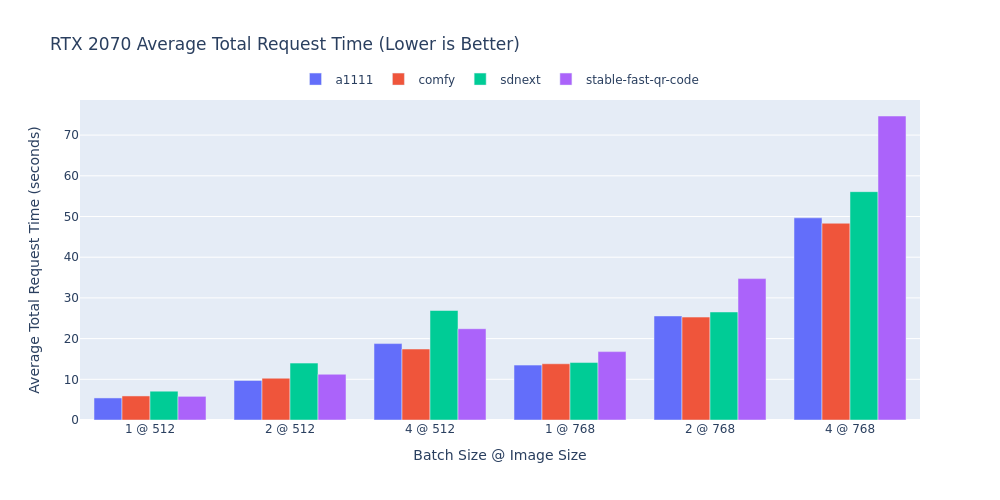 RTX 2070 Average Total Request Time (Lower is Better)
a1111 comfy sdnext stable-fast-qr-code
Average Total Request Time (seconds)
70
60
50
40
30
20
10
0
1 @ 512 2 @ 512 4 @ 512 1 @ 768 2 @ 768 4 @ 768
Batch Size @ Image Size